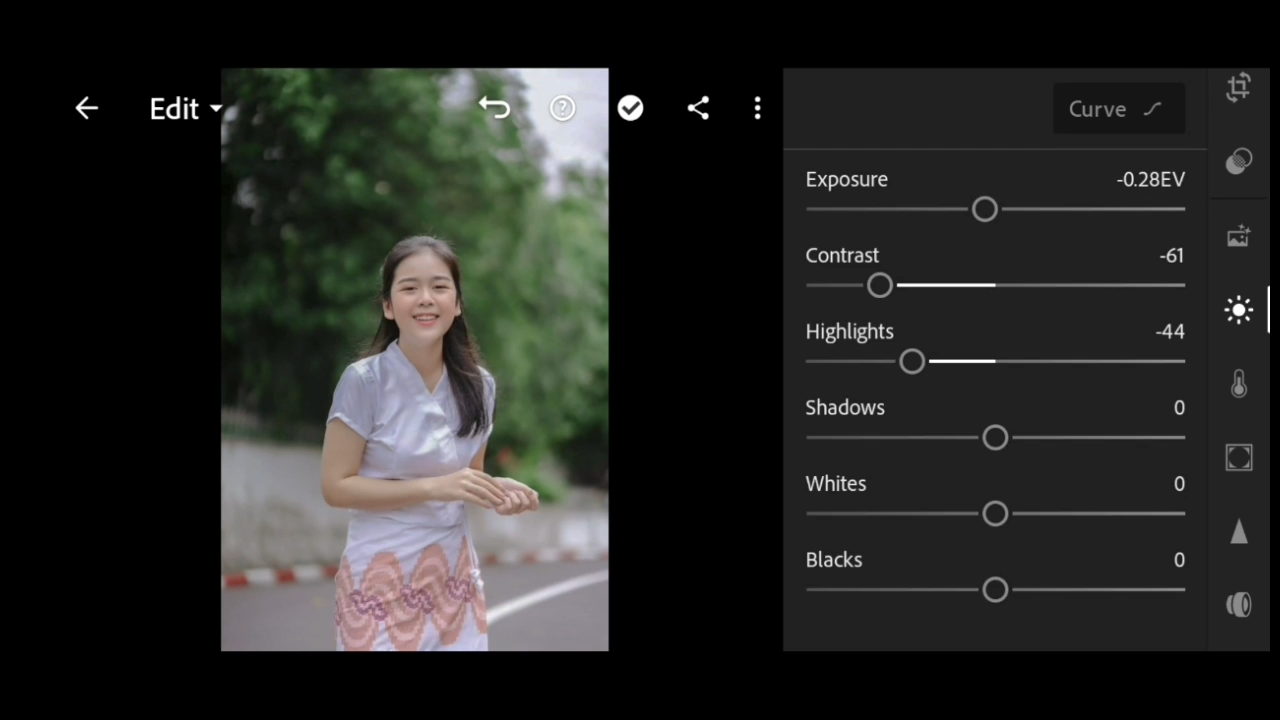 Edit
Curve
Exposure -0.28EV
Contrast -61
Highlights -44
Shadows 0
Whites 0
Blacks 0